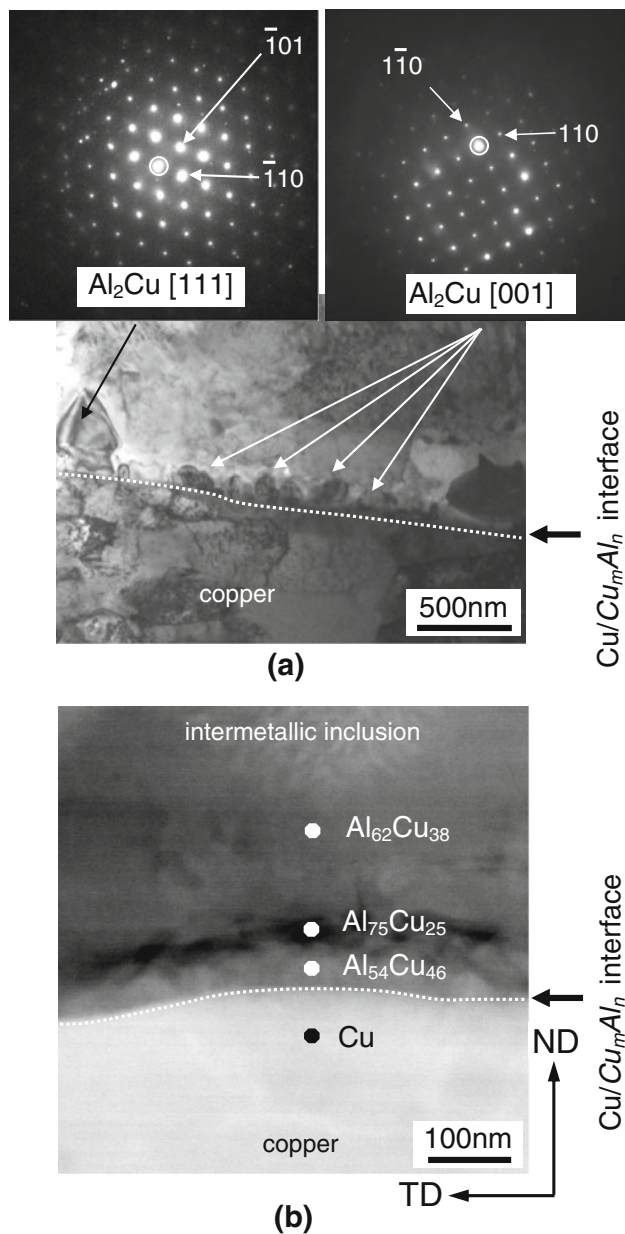 1̅01
1̅10
Al₂Cu [111]
11̅0
110
Al₂Cu [001]
copper
500nm
Cu/CuₘAlₙ interface
(a)
intermetallic inclusion
Al₆₂Cu₃₈
Al₇₅Cu₂₅
Al₅₄Cu₄₆
Cu
copper
100nm
Cu/CuₘAlₙ interface
ND
TD
(b)